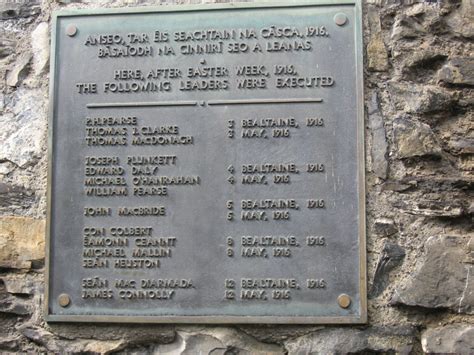 ANSEO, TAR ÉIS SEACHTAIN NA CÁSCA, 1916,
BÁSAÍODH NA CINNIRÍ SEO A LEANAS
HERE, AFTER EASTER WEEK, 1916,
THE FOLLOWING LEADERS WERE EXECUTED
P.H. PEARSE 3 BEALTAINE, 1916
THOMAS J. CLARKE 3 MAY, 1916
THOMAS MACDONAGH
JOSEPH PLUNKETT
EDWARD DALY 4 BEALTAINE, 1916
MICHAEL O'HANRAHAN 4 MAY, 1916
WILLIAM PEARSE
JOHN MACBRIDE 5 BEALTAINE, 1916
5 MAY, 1916
CON COLBERT
ÉAMONN CEANNT 8 BEALTAINE, 1916
MICHAEL MALLIN 8 MAY, 1916
SEÁN HEUSTON
SEÁN MAC DIARMADA 12 BEALTAINE, 1916
JAMES CONNOLLY 12 MAY, 1916